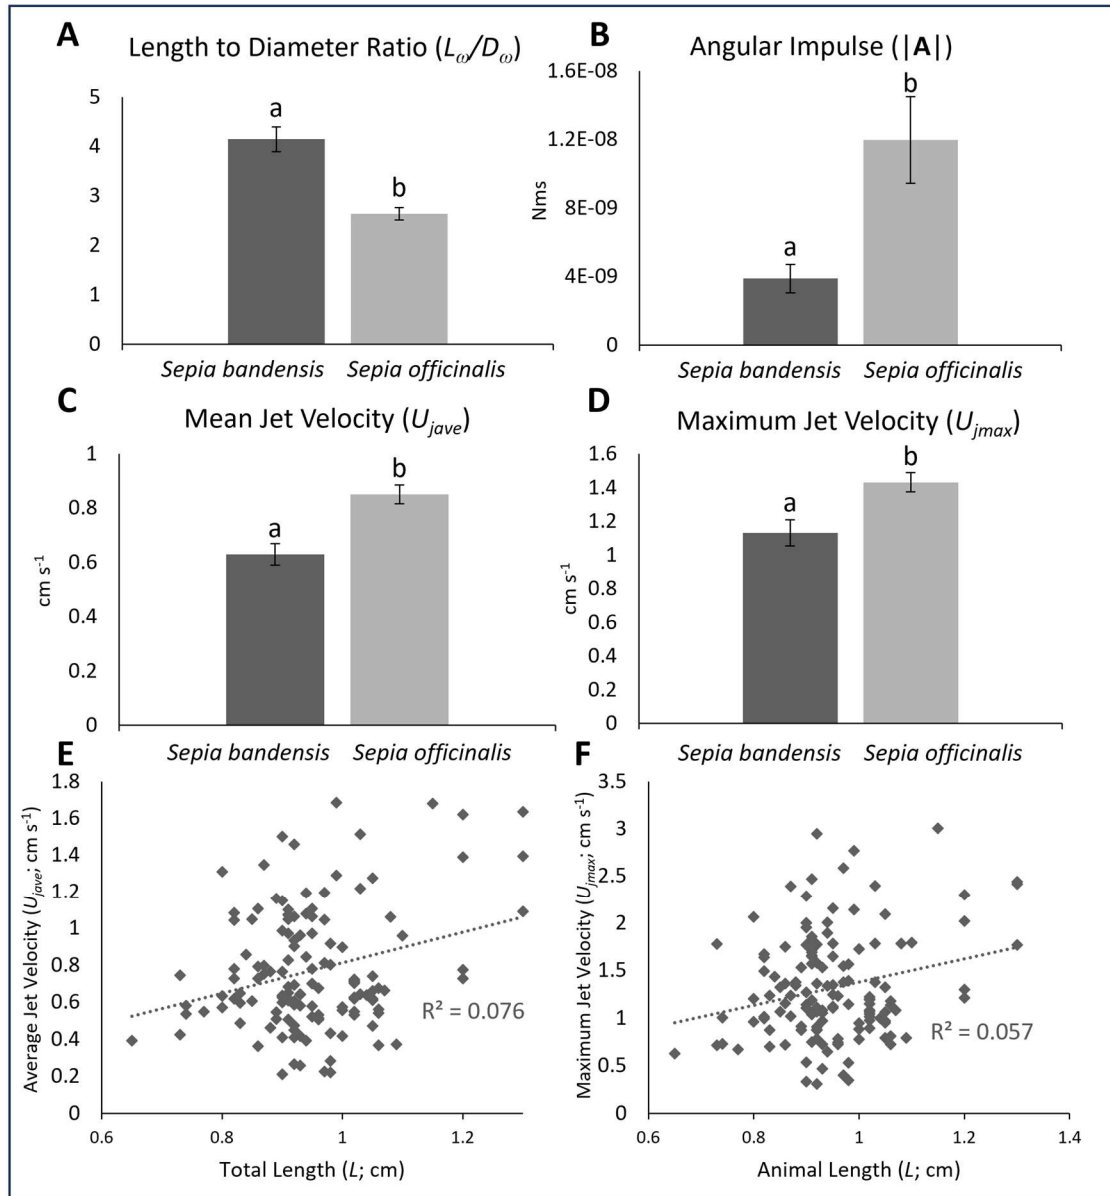 A
Length to Diameter Ratio (Lω/Dω)
5
4
3
2
1
0
a
b
Sepia bandensis
Sepia officinalis
B
Angular Impulse (|A|)
Nms
1.6E-08
1.2E-08
8E-09
4E-09
0
a
b
Sepia bandensis
Sepia officinalis
C
Mean Jet Velocity (Ujave)
cm s-1
1
0.8
0.6
0.4
0.2
0
a
b
Sepia bandensis
Sepia officinalis
D
Maximum Jet Velocity (Ujmax)
cm s-1
1.6
1.4
1.2
1
0.8
0.6
0.4
0.2
0
a
b
Sepia bandensis
Sepia officinalis
E
Average Jet Velocity (Ujave; cm s-1)
1.8
1.6
1.4
1.2
1
0.8
0.6
0.4
0.2
0
R² = 0.076
0.6
0.8
1
1.2
Total Length (L; cm)
F
Maximum Jet Velocity (Ujmax; cm s-1)
3.5
3
2.5
2
1.5
1
0.5
0
R² = 0.057
0.6
0.8
1
1.2
1.4
Animal Length (L; cm)